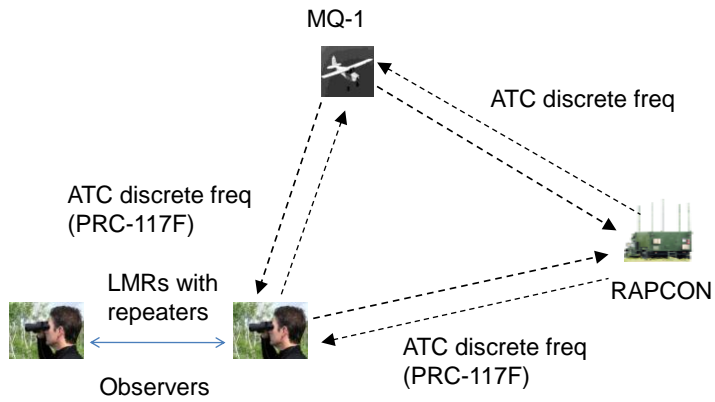 MQ-1
ATC discrete freq
ATC discrete freq
(PRC-117F)
LMRs with
repeaters
RAPCON
ATC discrete freq
(PRC-117F)
Observers